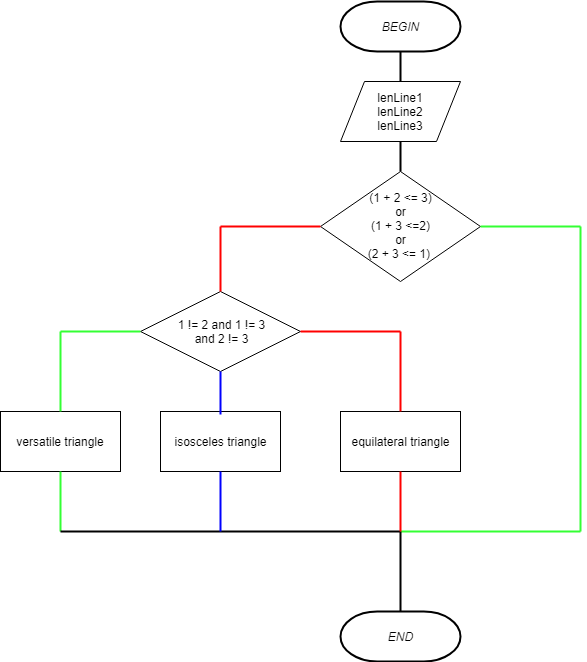 BEGIN
lenLine1
lenLine2
lenLine3
(1 + 2 <= 3)
or
(1 + 3 <=2)
or
(2 + 3 <= 1)
1 != 2 and 1 != 3
and 2 != 3
versatile triangle
isosceles triangle
equilateral triangle
END